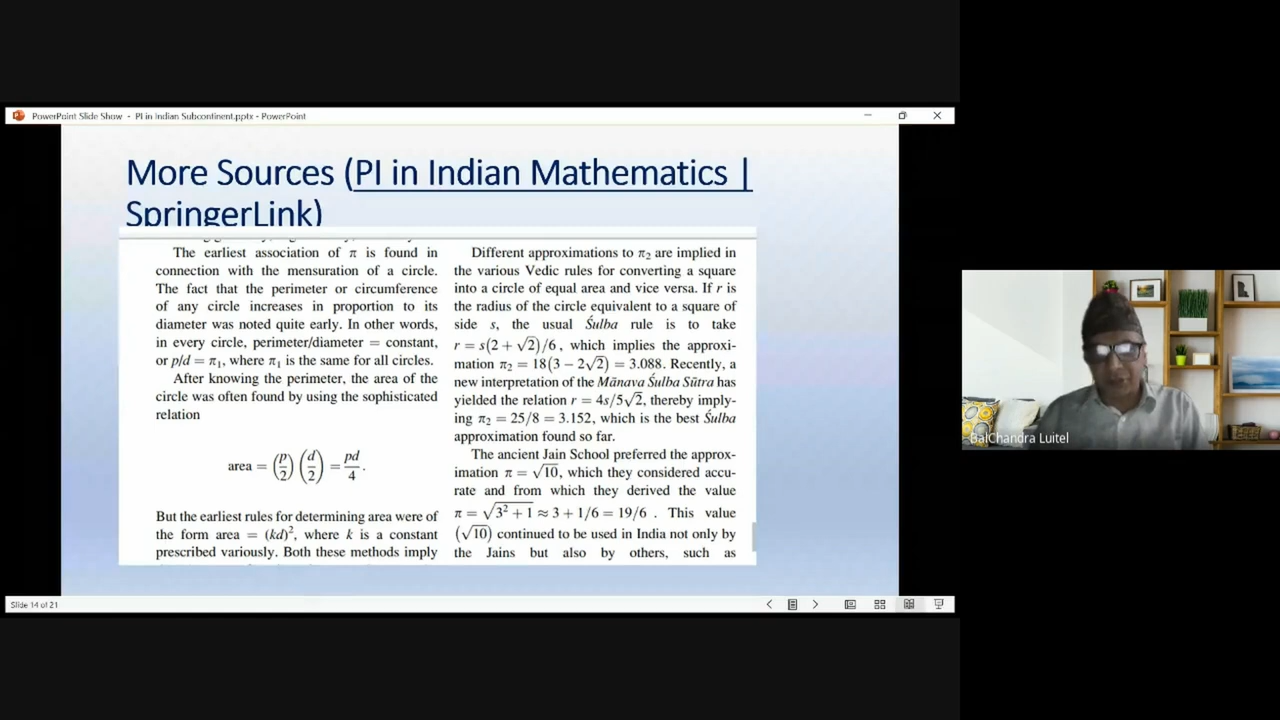 PowerPoint Slide Show - PI in Indian Subcontinent.pptx - PowerPoint
More Sources (PI in Indian Mathematics |
SpringerLink)
The earliest association of π is found in
connection with the mensuration of a circle.
The fact that the perimeter or circumference
of any circle increases in proportion to its
diameter was noted quite early. In other words,
in every circle, perimeter/diameter = constant,
or p/d = π₁, where π₁ is the same for all circles.
After knowing the perimeter, the area of the
circle was often found by using the sophisticated
relation
area = (p/2)(d/2) = pd/4.
But the earliest rules for determining area were of
the form area = (kd)², where k is a constant
prescribed variously. Both these methods imply
Different approximations to π₂ are implied in
the various Vedic rules for converting a square
into a circle of equal area and vice versa. If r is
the radius of the circle equivalent to a square of
side s, the usual Śulba rule is to take
r = s(2 + √2)/6, which implies the approxi-
mation π₂ = 18(3 − 2√2) = 3.088. Recently, a
new interpretation of the Mānava Śulba Sūtra has
yielded the relation r = 4s/5√2, thereby imply-
ing π₂ = 25/8 = 3.152, which is the best Śulba
approximation found so far.
The ancient Jain School preferred the approx-
imation π = √10, which they considered accu-
rate and from which they derived the value
π = √(3² + 1) ≈ 3 + 1/6 = 19/6 . This value
(√10) continued to be used in India not only by
the Jains but also by others, such as
Slide 14 of 21
BalChandra Luitel